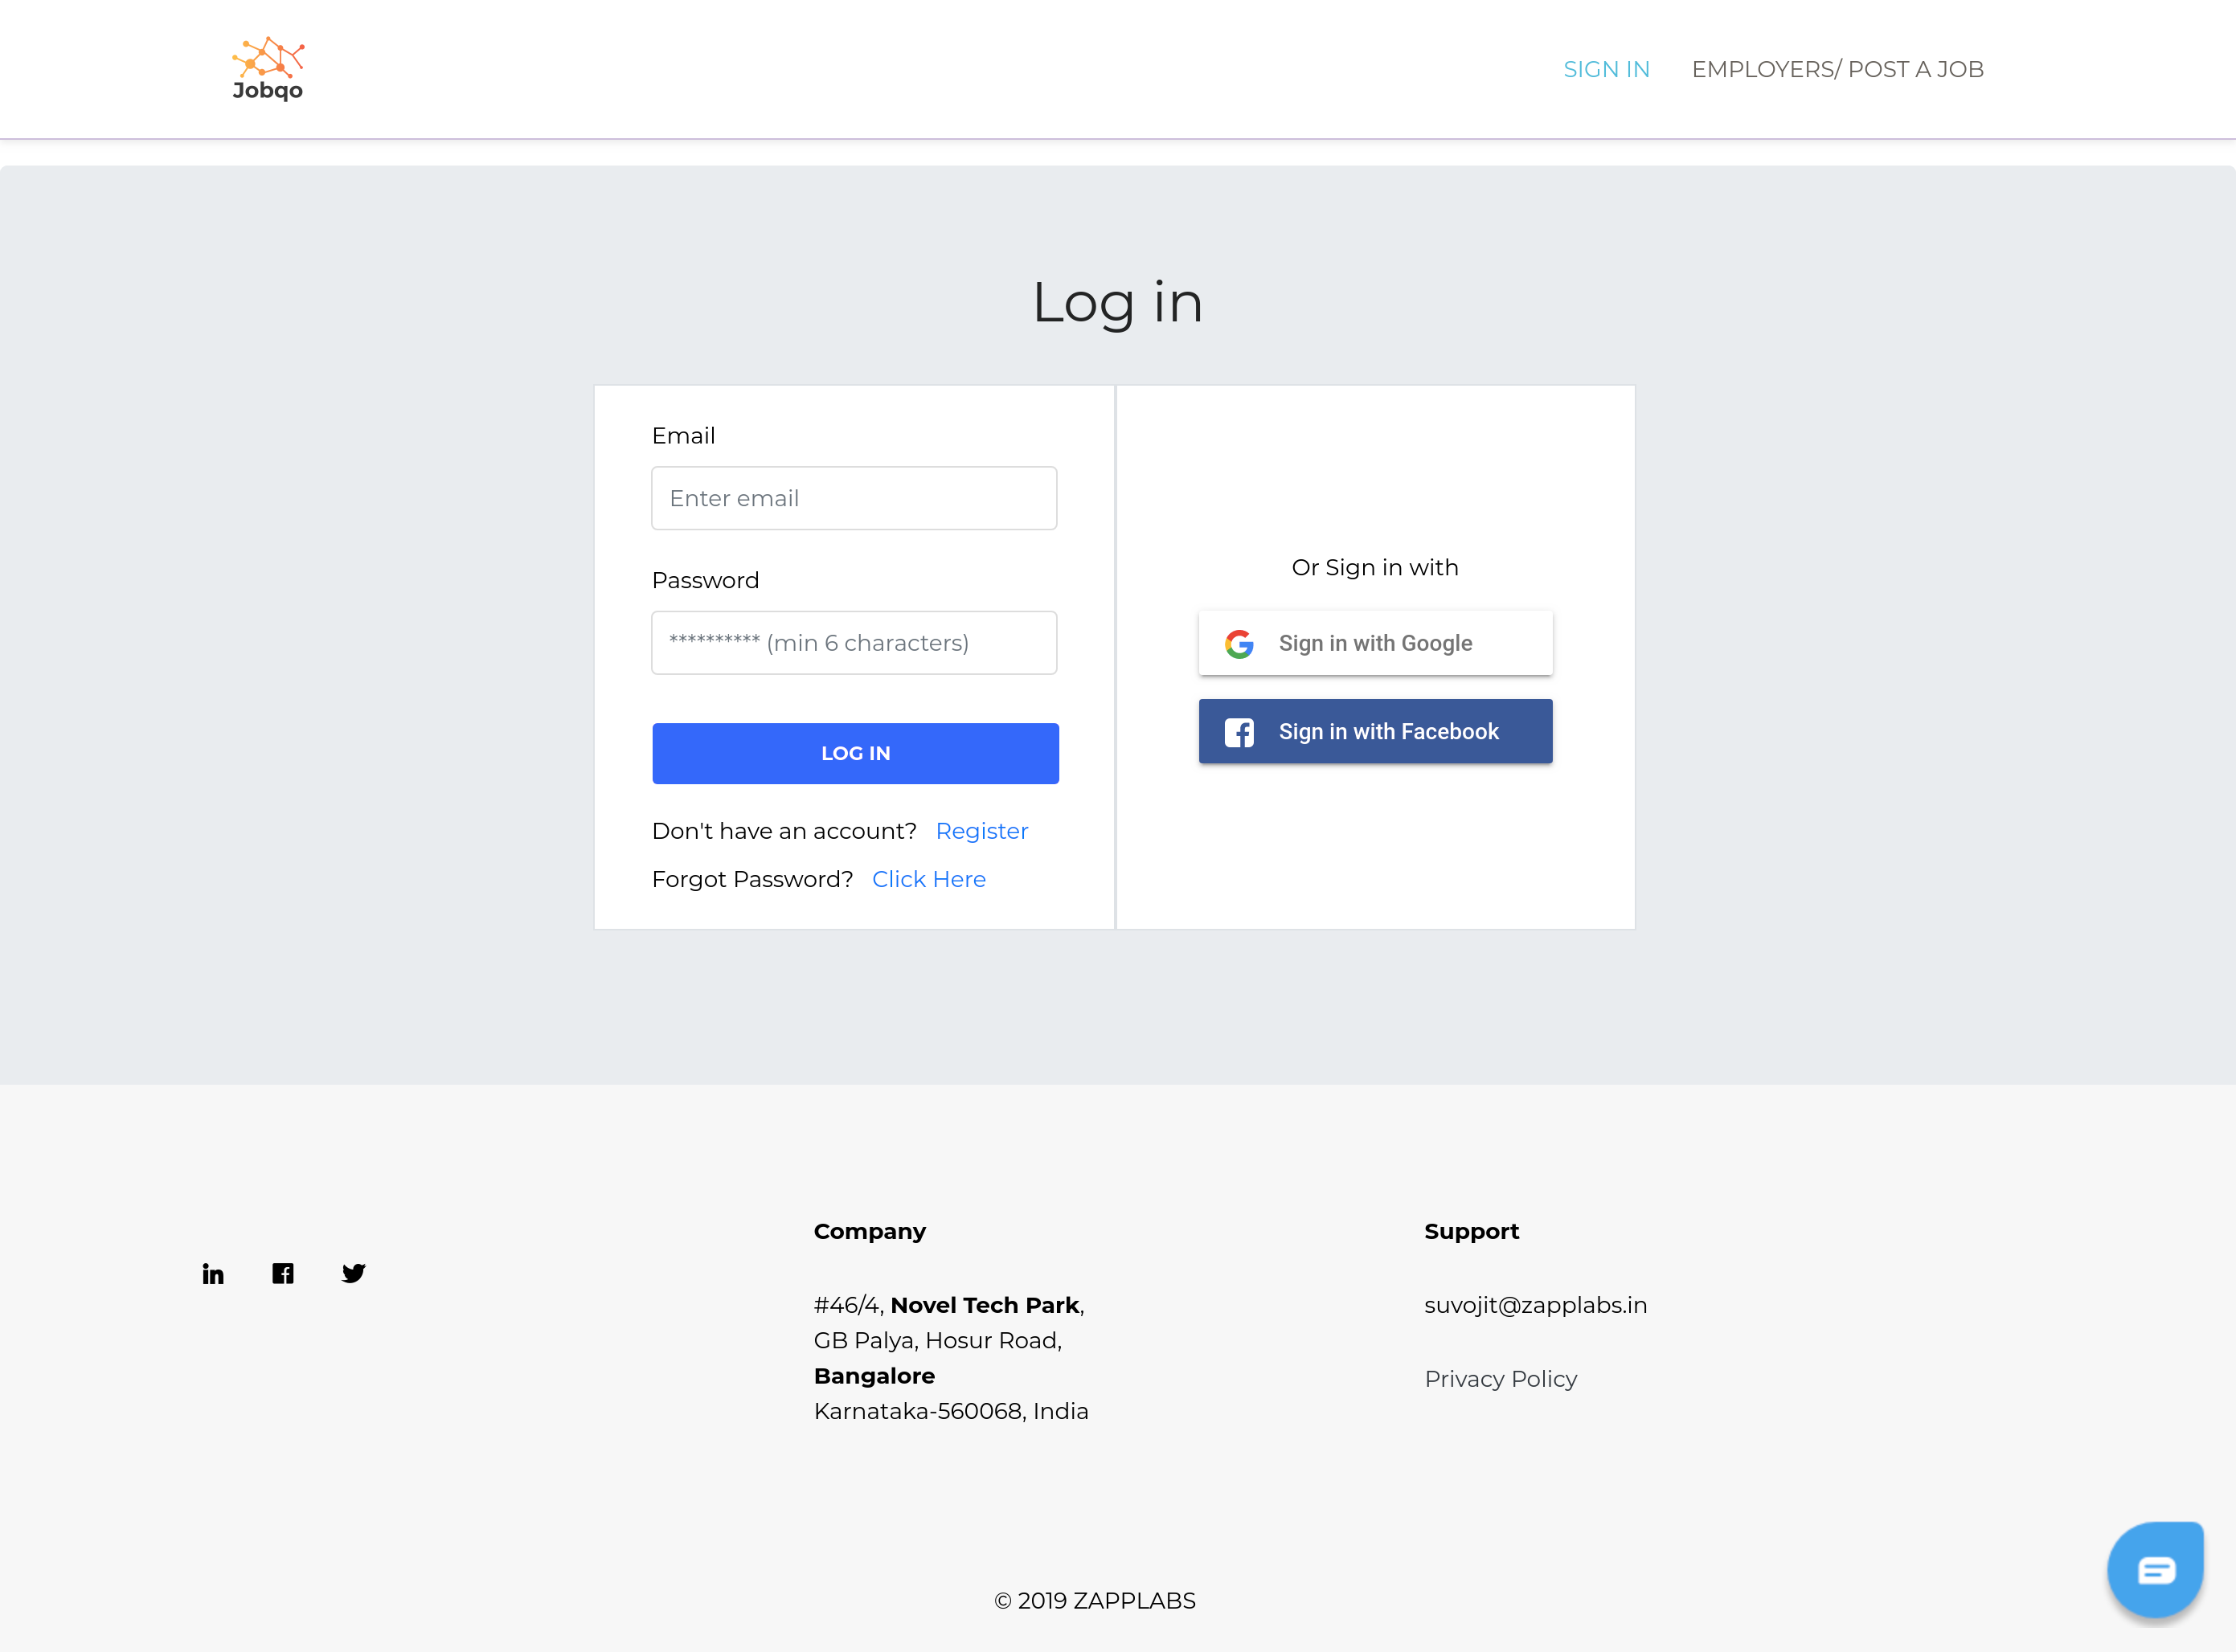 Jobqo
SIGN IN
EMPLOYERS/ POST A JOB
Log in
Email
Enter email
Password
********** (min 6 characters)
LOG IN
Don't have an account? Register
Forgot Password? Click Here
Or Sign in with
Sign in with Google
Sign in with Facebook
Company
#46/4, Novel Tech Park,
GB Palya, Hosur Road,
Bangalore
Karnataka-560068, India
Support
suvojit@zapplabs.in
Privacy Policy
© 2019 ZAPPLABS